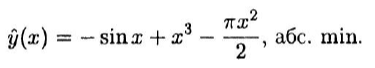 ŷ(x) = − sin x + x³ − πx²/2, абс. min.